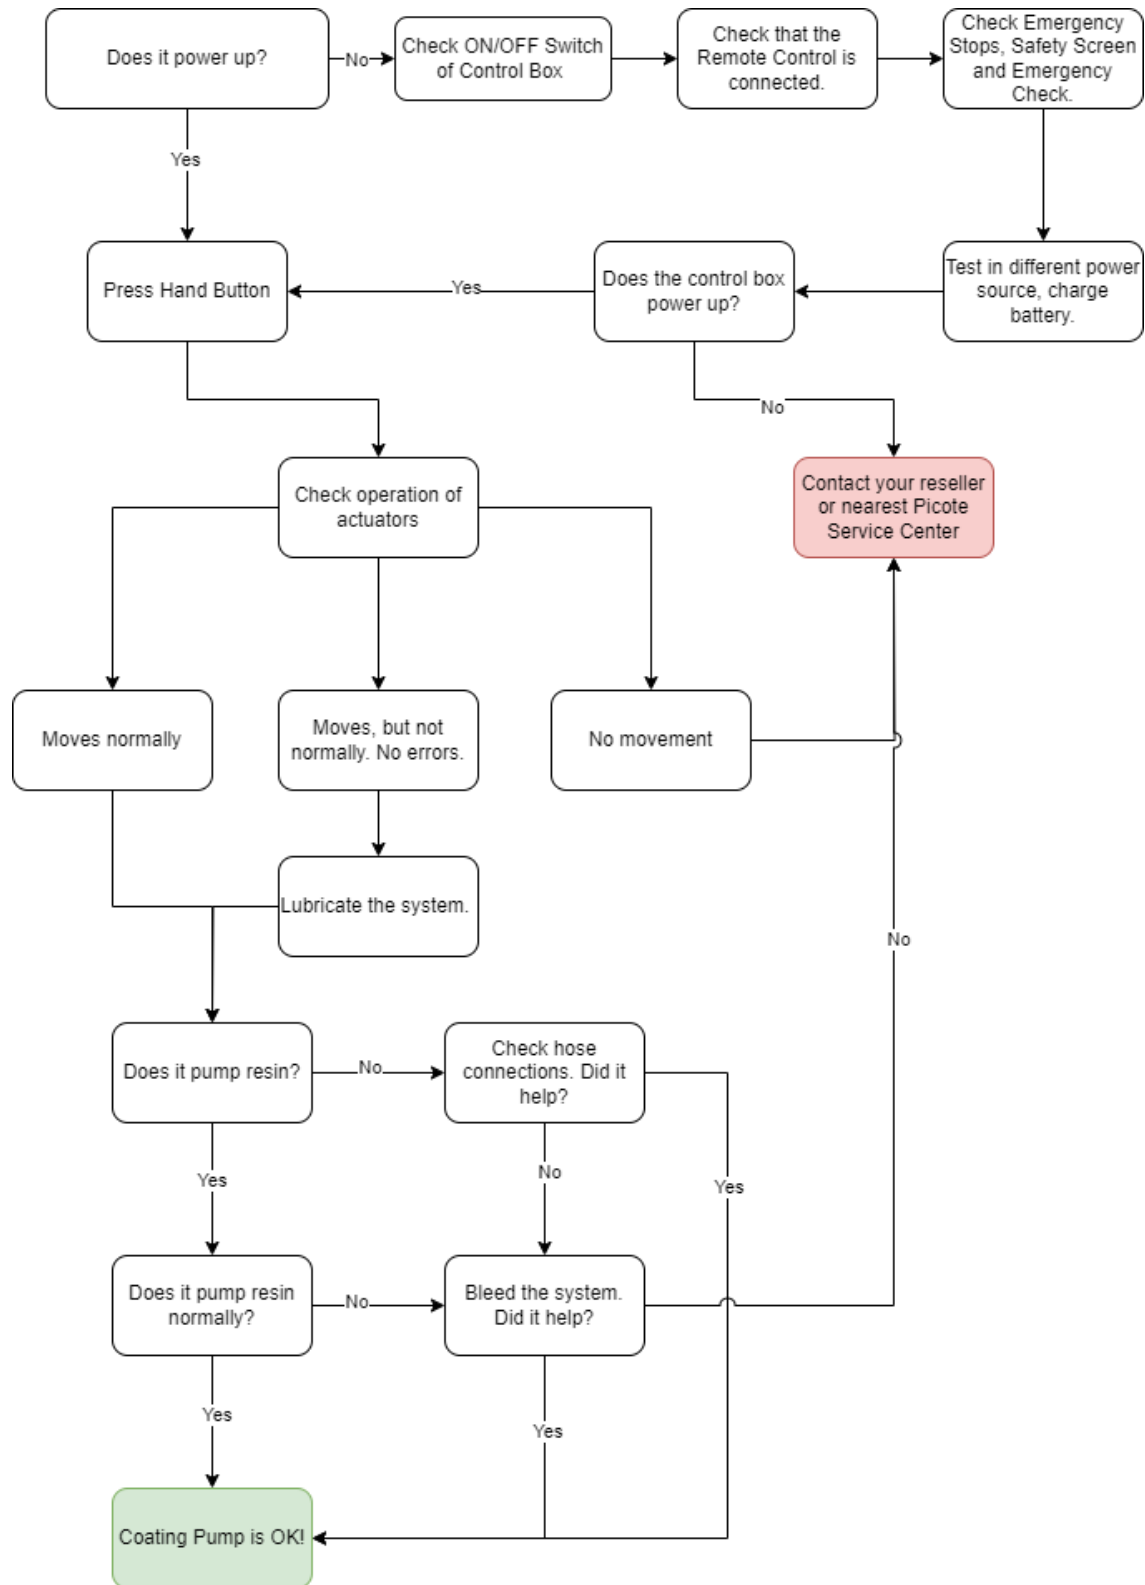 Does it power up?
No
Check ON/OFF Switch
of Control Box
Check that the
Remote Control is
connected.
Check Emergency
Stops, Safety Screen
and Emergency
Check.
Yes
Press Hand Button
Yes
Does the control box
power up?
Test in different power
source, charge
battery.
No
Check operation of
actuators
Contact your reseller
or nearest Picote
Service Center
Moves normally
Moves, but not
normally. No errors.
No movement
Lubricate the system.
No
Does it pump resin?
No
Check hose
connections. Did it
help?
Yes
No
Yes
Does it pump resin
normally?
No
Bleed the system.
Did it help?
Yes
Yes
Coating Pump is OK!